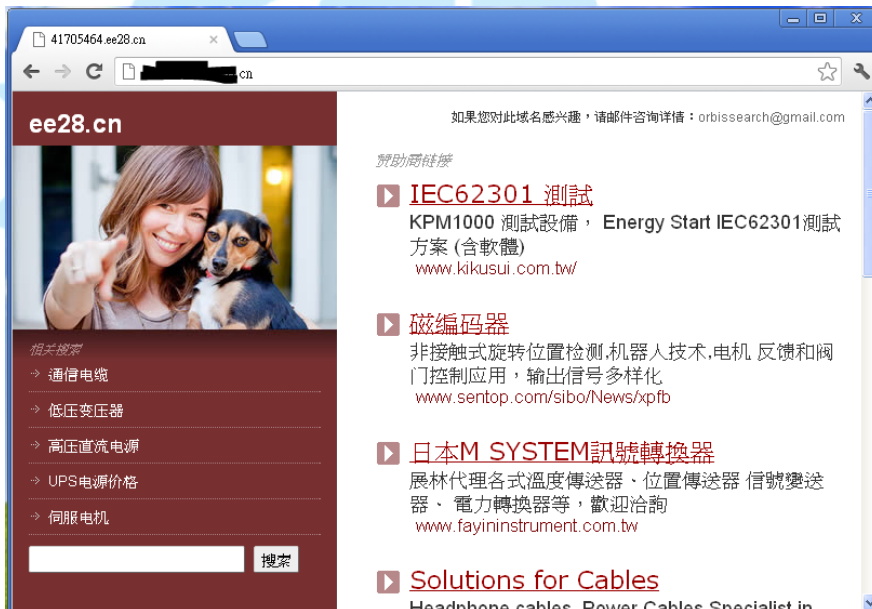 41705464.ee28.cn
.cn
ee28.cn
如果您对此域名感兴趣，请邮件咨询详情：orbissearch@gmail.com
赞助商链接
IEC62301 測試
KPM1000 測試設備， Energy Start IEC62301測試
方案 (含軟體)
www.kikusui.com.tw/
磁编码器
非接触式旋转位置检测,机器人技术,电机 反馈和阀
门控制应用，输出信号多样化
www.sentop.com/sibo/News/xpfb
日本M SYSTEM訊號轉換器
展林代理各式溫度傳送器、位置傳送器 信號變送
器、 電力轉換器等，歡迎洽詢
www.fayininstrument.com.tw
Solutions for Cables
Headphone cables, Power Cables Specialist in
相关搜索
通信电缆
低压变压器
高压直流电源
UPS电源价格
伺服电机
搜索